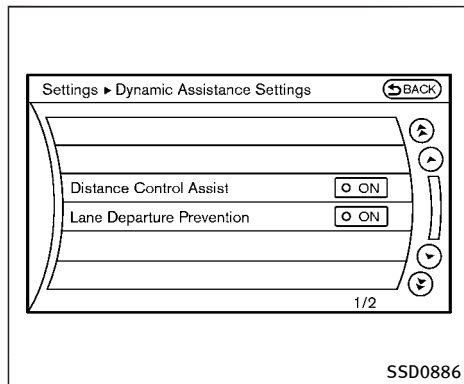 Settings ▸ Dynamic Assistance Settings BACK
Distance Control Assist ON
Lane Departure Prevention ON
1/2
SSD0886